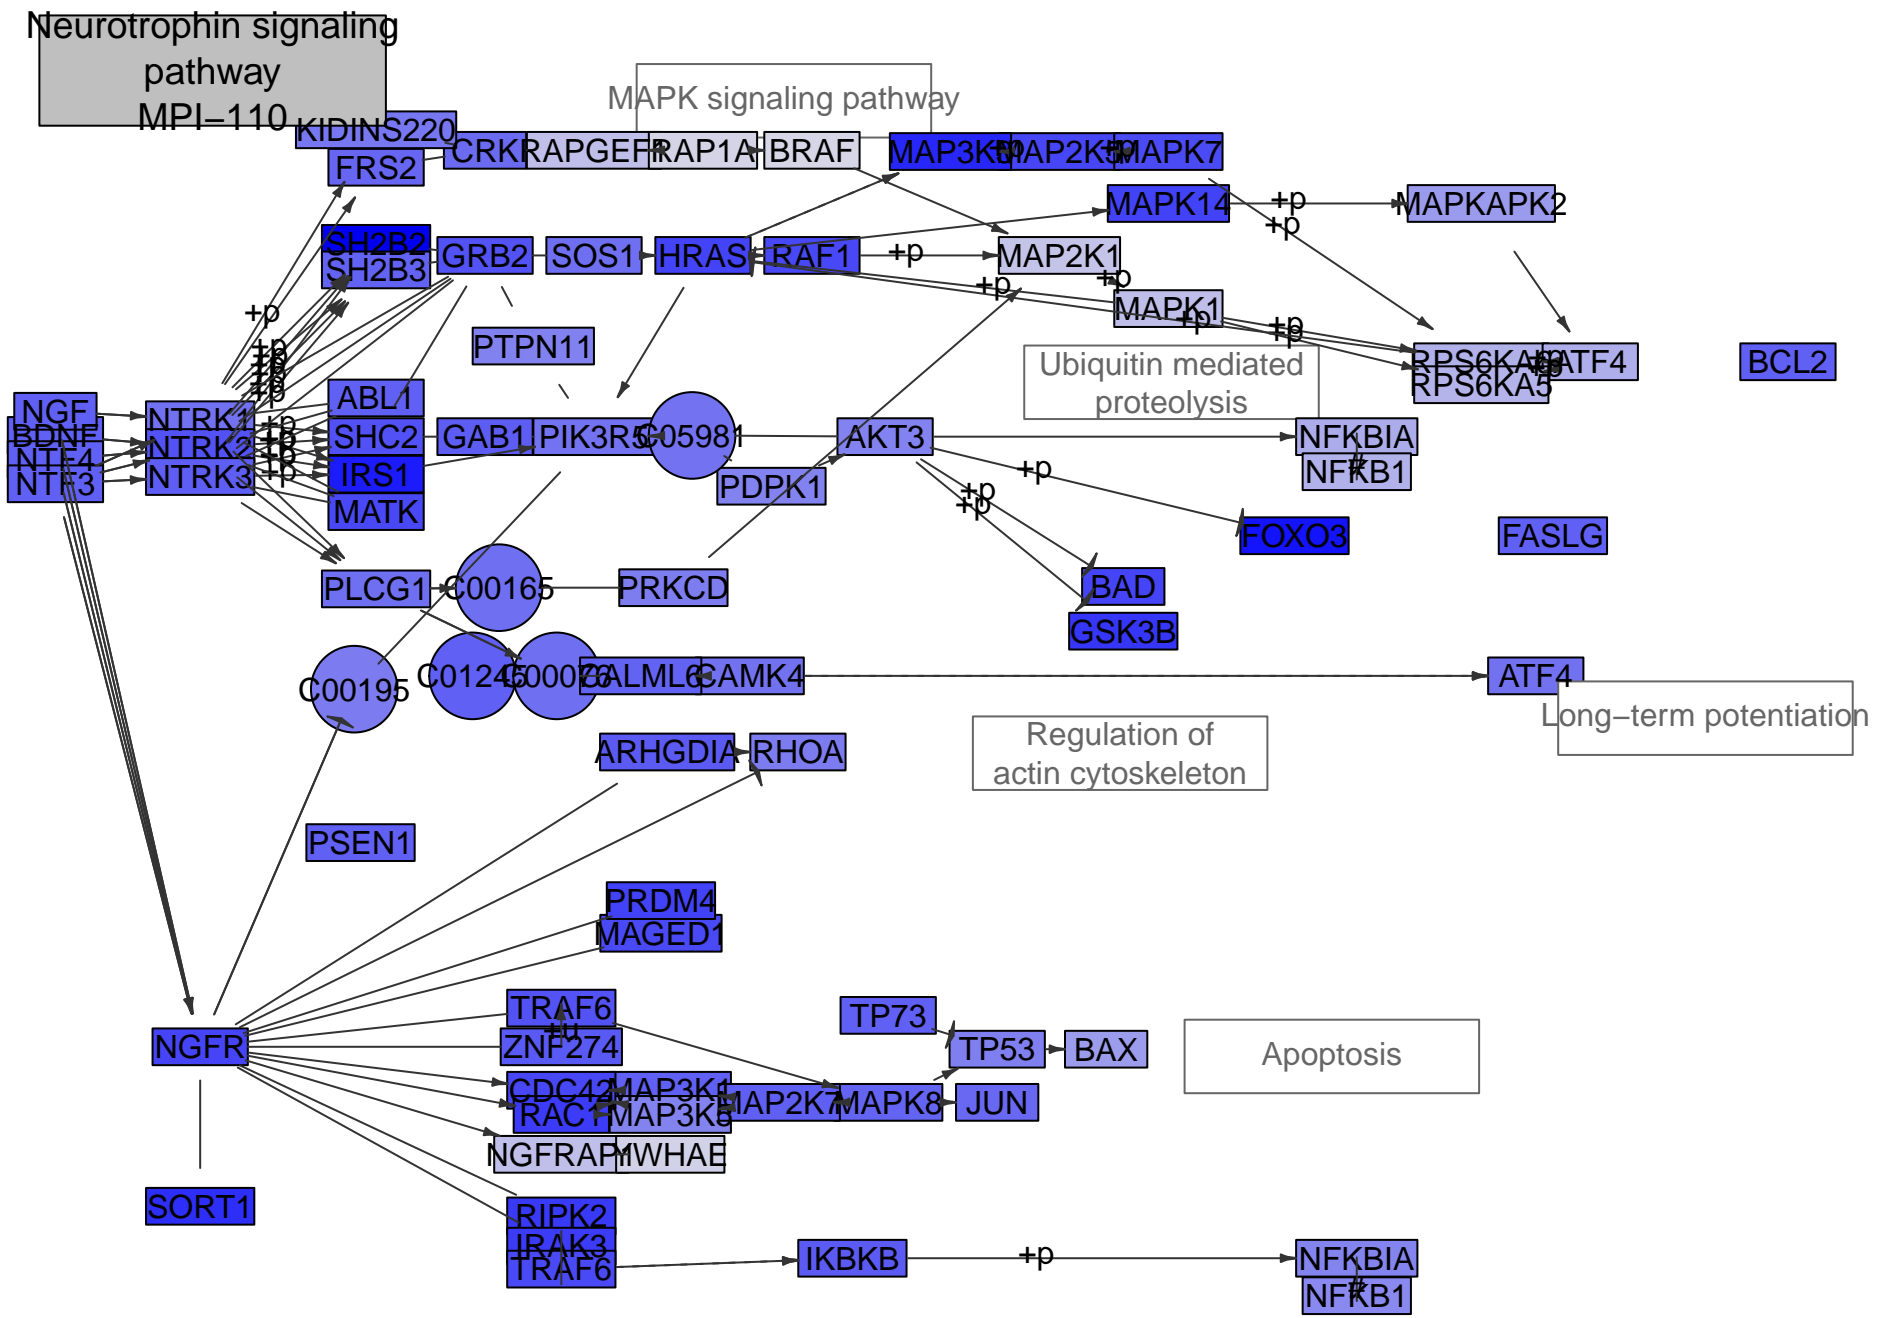 Neurotrophin signaling
pathway
MPI−110
MAPK signaling pathway
KIDINS220
FRS2
RAPGEF1
RAP1A
BRAF
+p
+p
MAPK7
MAPK14
+p
MAPKAPK2
+p
SH2B2
SH2B3
GRB2
SOS1
HRAS
RAF1
+p
MAP2K1
+p
+p
MAPK1
+p
+p
+p
+p
PTPN11
Ubiquitin mediated
proteolysis
RPS6KA6
RPS6KA5
ATF4
BCL2
+p
+p
+p
+p
+p
NGF
BDNF
NTF4
NTF3
NTRK1
NTRK2
NTRK3
ABL1
SHC2
IRS1
MATK
+p
+p
+p
+p
GAB1
PIK3R5
C05981
AKT3
PDPK1
+p
+p
+p
NFKBIA
NFKB1
FOXO3
FASLG
PLCG1
C00165
PRKCD
BAD
GSK3B
C00195
C01245
C00076
CALML6
CAMK4
ATF4
Long−term potentiation
ARHGDIA
RHOA
Regulation of
actin cytoskeleton
PSEN1
PRDM4
MAGED1
NGFR
TRAF6
+u
ZNF274
TP73
TP53
BAX
Apoptosis
CDC42
RAC1
MAP3K1
MAP3K5
MAP2K7
MAPK8
JUN
NGFRAP1
YWHAE
SORT1
RIPK2
IRAK3
TRAF6
IKBKB
+p
NFKBIA
NFKB1